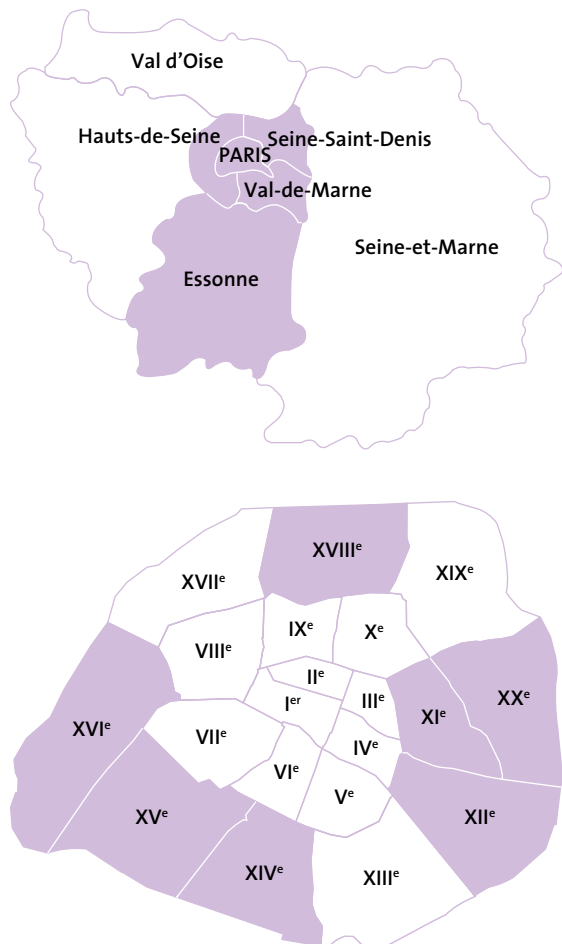 Val d’Oise
Hauts-de-Seine
Seine-Saint-Denis
PARIS
Val-de-Marne
Seine-et-Marne
Essonne
XVIIIᵉ
XIXᵉ
XVIIᵉ
IXᵉ
Xᵉ
VIIIᵉ
IIᵉ
Iᵉʳ
IIIᵉ
XXᵉ
XIᵉ
XVIᵉ
VIIᵉ
IVᵉ
VIᵉ
Vᵉ
XVᵉ
XIIᵉ
XIVᵉ
XIIIᵉ